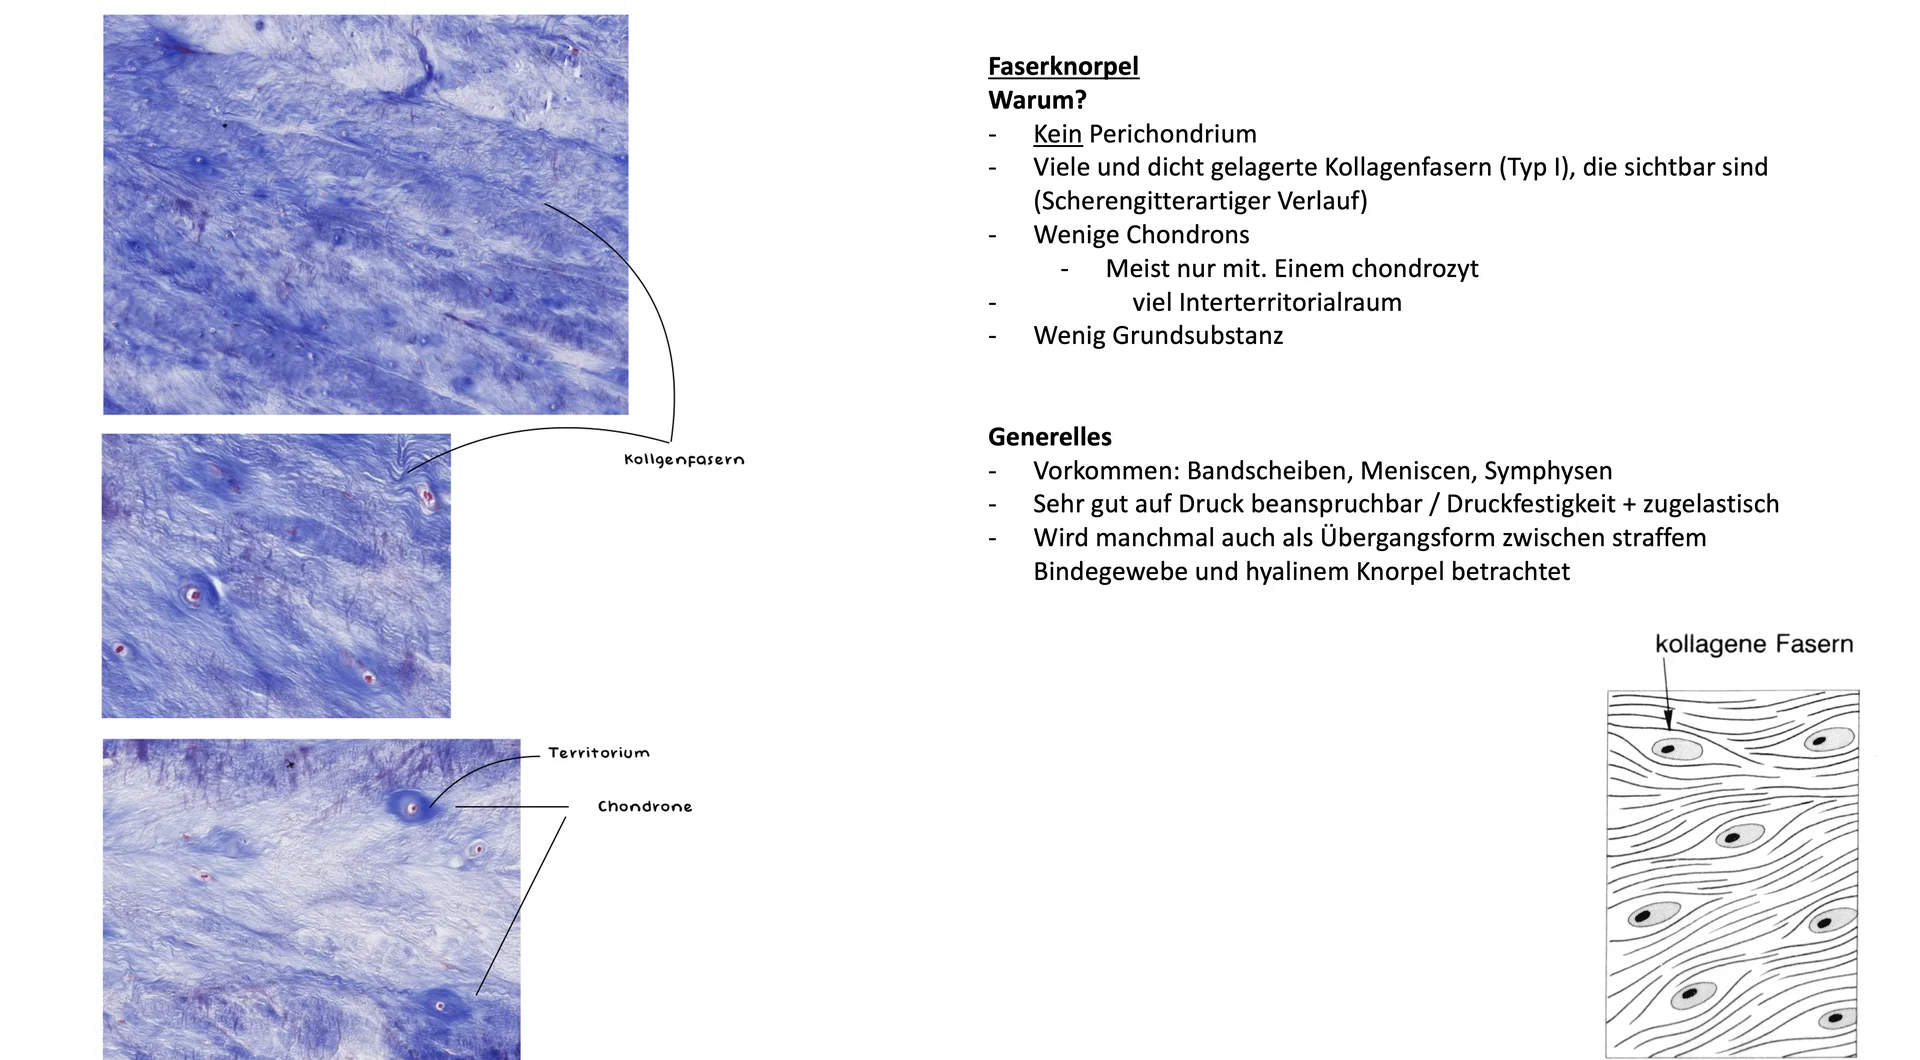 Faserknorpel
Warum?
- Kein Perichondrium
- Viele und dicht gelagerte Kollagenfasern (Typ I), die sichtbar sind
(Scherengitterartiger Verlauf)
- Wenige Chondrons
- Meist nur mit. Einem chondrozyt
- viel Interterritorialraum
- Wenig Grundsubstanz
Generelles
- Vorkommen: Bandscheiben, Meniscen, Symphysen
- Sehr gut auf Druck beanspruchbar / Druckfestigkeit + zugelastisch
- Wird manchmal auch als Übergangsform zwischen straffem
Bindegewebe und hyalinem Knorpel betrachtet
Kollgenfasern
Territorium
Chondrone
kollagene Fasern